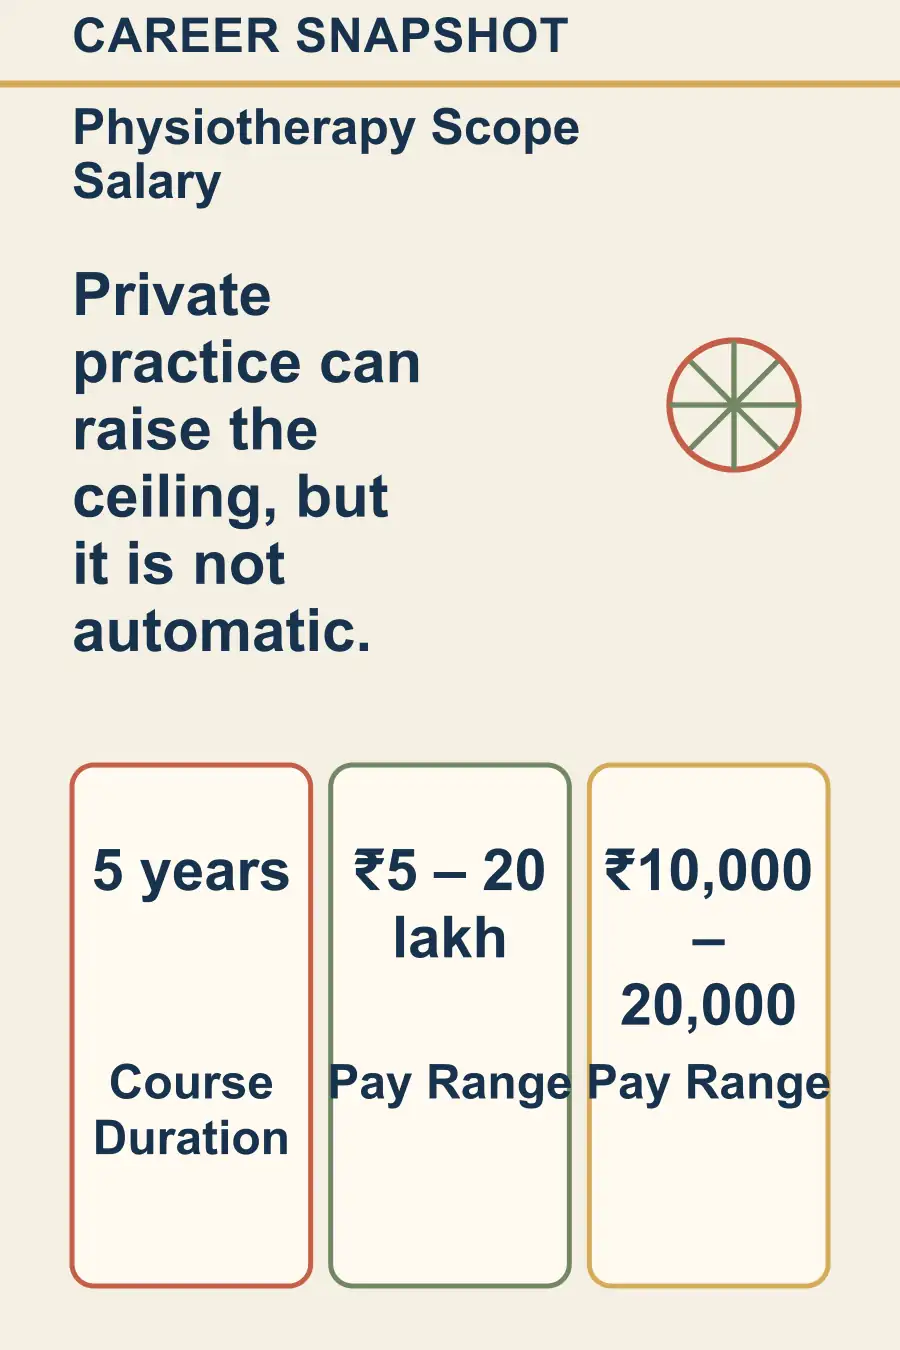 CAREER SNAPSHOT
Physiotherapy Scope
Salary
Private
practice can
raise the
ceiling, but
it is not
automatic.
5 years
Course
Duration
₹5 – 20
lakh
Pay Range
₹10,000
–
20,000
Pay Range